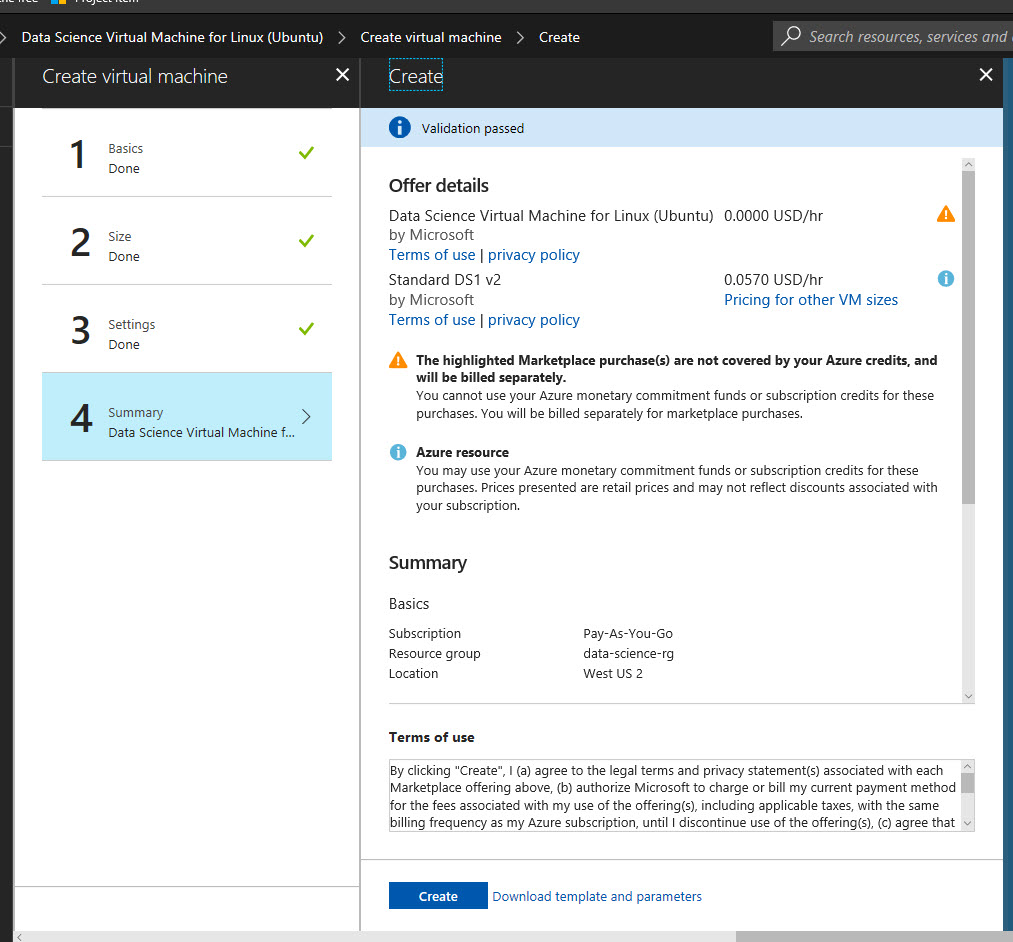 Project Item
Data Science Virtual Machine for Linux (Ubuntu) > Create virtual machine > Create
Search resources, services and
Create virtual machine
1
Basics
Done
2
Size
Done
3
Settings
Done
4
Summary
Data Science Virtual Machine f...
Create
Validation passed
Offer details
Data Science Virtual Machine for Linux (Ubuntu) 0.0000 USD/hr
by Microsoft
Terms of use | privacy policy
Standard DS1 v2 0.0570 USD/hr
by Microsoft Pricing for other VM sizes
Terms of use | privacy policy
The highlighted Marketplace purchase(s) are not covered by your Azure credits, and
will be billed separately.
You cannot use your Azure monetary commitment funds or subscription credits for these
purchases. You will be billed separately for marketplace purchases.
Azure resource
You may use your Azure monetary commitment funds or subscription credits for these
purchases. Prices presented are retail prices and may not reflect discounts associated with
your subscription.
Summary
Basics
Subscription Pay-As-You-Go
Resource group data-science-rg
Location West US 2
Terms of use
By clicking "Create", I (a) agree to the legal terms and privacy statement(s) associated with each
Marketplace offering above, (b) authorize Microsoft to charge or bill my current payment method
for the fees associated with my use of the offering(s), including applicable taxes, with the same
billing frequency as my Azure subscription, until I discontinue use of the offering(s), (c) agree that
Create Download template and parameters